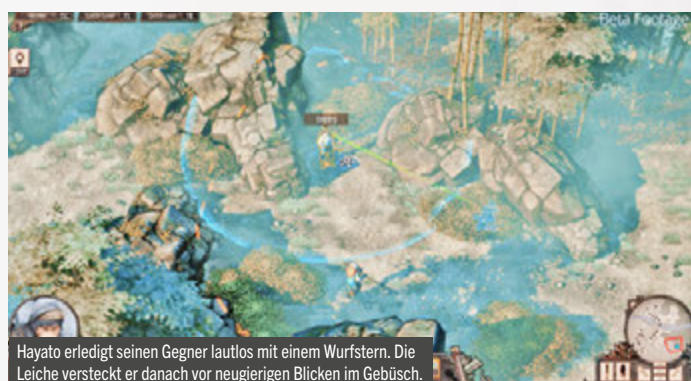 Beta Footage
Hayato erledigt seinen Gegner lautlos mit einem Wurfstern. Die
Leiche versteckt er danach vor neugierigen Blicken im Gebüsch.